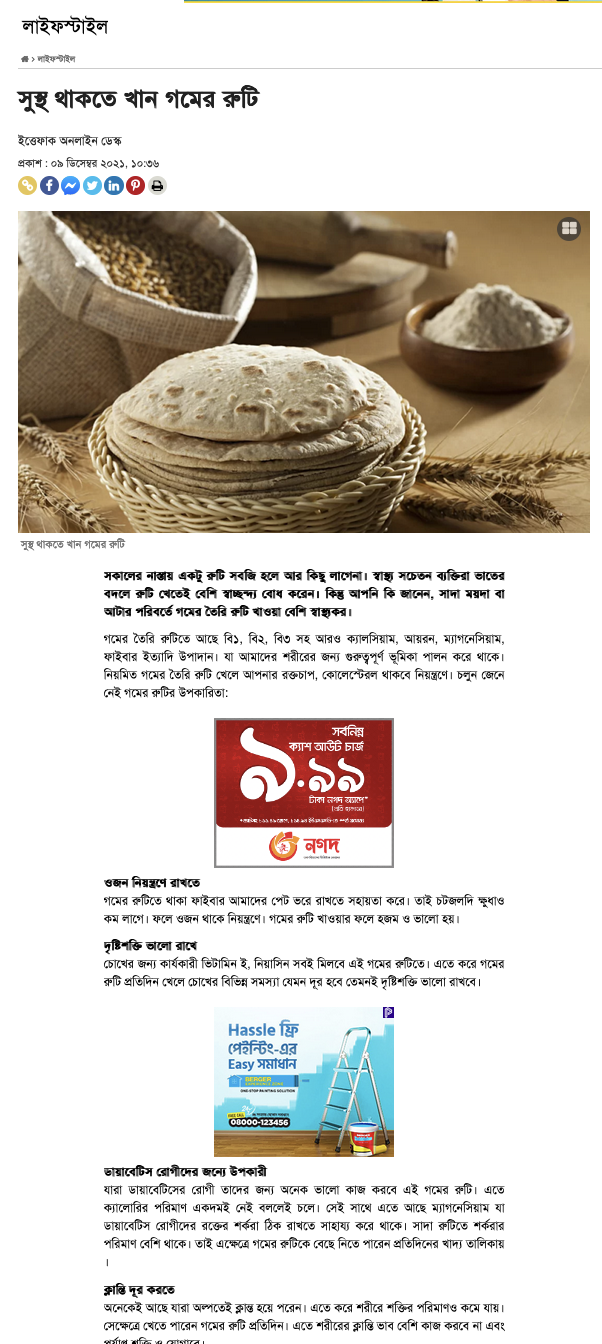 লাইফস্টাইল
লাইফস্টাইল
সুস্থ থাকতে খান গমের রুটি
ইত্তেফাক অনলাইন ডেস্ক
প্রকাশ : ০৯ ডিসেম্বর ২০২১, ১০:৩৬
সুস্থ থাকতে খান গমের রুটি
সকালের নাস্তায় একটু রুটি সবজি হলে আর কিছু লাগেনা। স্বাস্থ্য সচেতন ব্যক্তিরা ভাতের
বদলে রুটি খেতেই বেশি স্বাচ্ছন্দ্য বোধ করেন। কিন্তু আপনি কি জানেন, সাদা ময়দা বা
আটার পরিবর্তে গমের তৈরি রুটি খাওয়া বেশি স্বাস্থ্যকর।
গমের তৈরি রুটিতে আছে বি১, বি২, বি৩ সহ আরও ক্যালসিয়াম, আয়রন, ম্যাগনেসিয়াম,
ফাইবার ইত্যাদি উপাদান। যা আমাদের শরীরের জন্য গুরুত্বপূর্ণ ভূমিকা পালন করে থাকে।
নিয়মিত গমের তৈরি রুটি খেলে আপনার রক্তচাপ, কোলেস্টেরল থাকবে নিয়ন্ত্রণে। চলুন জেনে
নেই গমের রুটির উপকারিতা:
সর্বনিম্ন
ক্যাশ আউট চার্জ
৯.৯৯
টাকা নগদ অ্যাপে*
(প্রতি হাজারে)
নগদ
ওজন নিয়ন্ত্রণে রাখতে
গমের রুটিতে থাকা ফাইবার আমাদের পেট ভরে রাখতে সহায়তা করে। তাই চটজলদি ক্ষুধাও
কম লাগে। ফলে ওজন থাকে নিয়ন্ত্রণে। গমের রুটি খাওয়ার ফলে হজম ও ভালো হয়।
দৃষ্টিশক্তি ভালো রাখে
চোখের জন্য কার্যকারী ভিটামিন ই, নিয়াসিন সবই মিলবে এই গমের রুটিতে। এতে করে গমের
রুটি প্রতিদিন খেলে চোখের বিভিন্ন সমস্যা যেমন দূর হবে তেমনই দৃষ্টিশক্তি ভালো রাখবে।
Hassle ফ্রি
পেইন্টিং-এর
Easy সমাধান
BERGER
ONE-STOP PAINTING SOLUTION
FREE CALL
08000-123456
ডায়াবেটিস রোগীদের জন্যে উপকারী
যারা ডায়াবেটিসের রোগী তাদের জন্য অনেক ভালো কাজ করবে এই গমের রুটি। এতে
ক্যালোরির পরিমাণ একদমই নেই বললেই চলে। সেই সাথে এতে আছে ম্যাগনেসিয়াম যা
ডায়াবেটিস রোগীদের রক্তের শর্করা ঠিক রাখতে সাহায্য করে থাকে। সাদা রুটিতে শর্করার
পরিমাণ বেশি থাকে। তাই এক্ষেত্রে গমের রুটিকে বেছে নিতে পারেন প্রতিদিনের খাদ্য তালিকায়
।
ক্লান্তি দূর করতে
অনেকেই আছে যারা অল্পতেই ক্লান্ত হয়ে পরেন। এতে করে শরীরে শক্তির পরিমাণও কমে যায়।
সেক্ষেত্রে খেতে পারেন গমের রুটি প্রতিদিন। এতে শরীরের ক্লান্তি ভাব বেশি কাজ করবে না এবং
পর্যাপ্ত শক্তি ও যোগাবে।